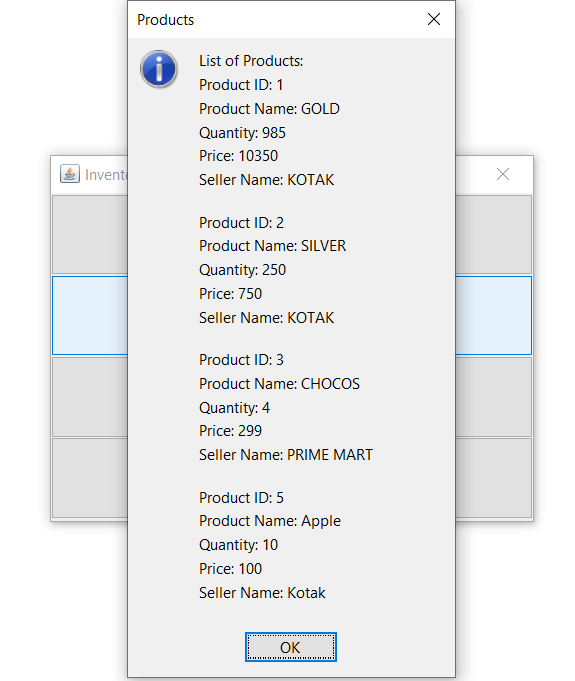 Products
List of Products:
Product ID: 1
Product Name: GOLD
Quantity: 985
Price: 10350
Seller Name: KOTAK
Product ID: 2
Product Name: SILVER
Quantity: 250
Price: 750
Seller Name: KOTAK
Product ID: 3
Product Name: CHOCOS
Quantity: 4
Price: 299
Seller Name: PRIME MART
Product ID: 5
Product Name: Apple
Quantity: 10
Price: 100
Seller Name: Kotak
OK